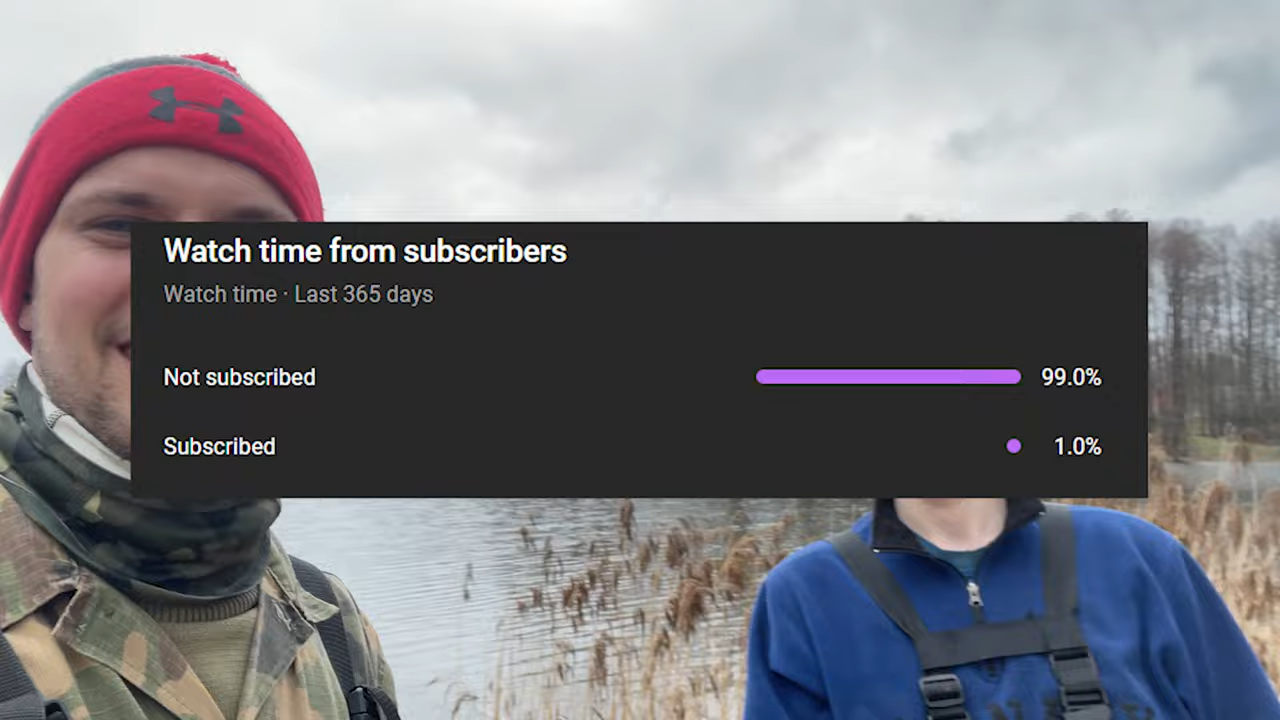 Watch time from subscribers
Watch time · Last 365 days
Not subscribed
99.0%
Subscribed
1.0%